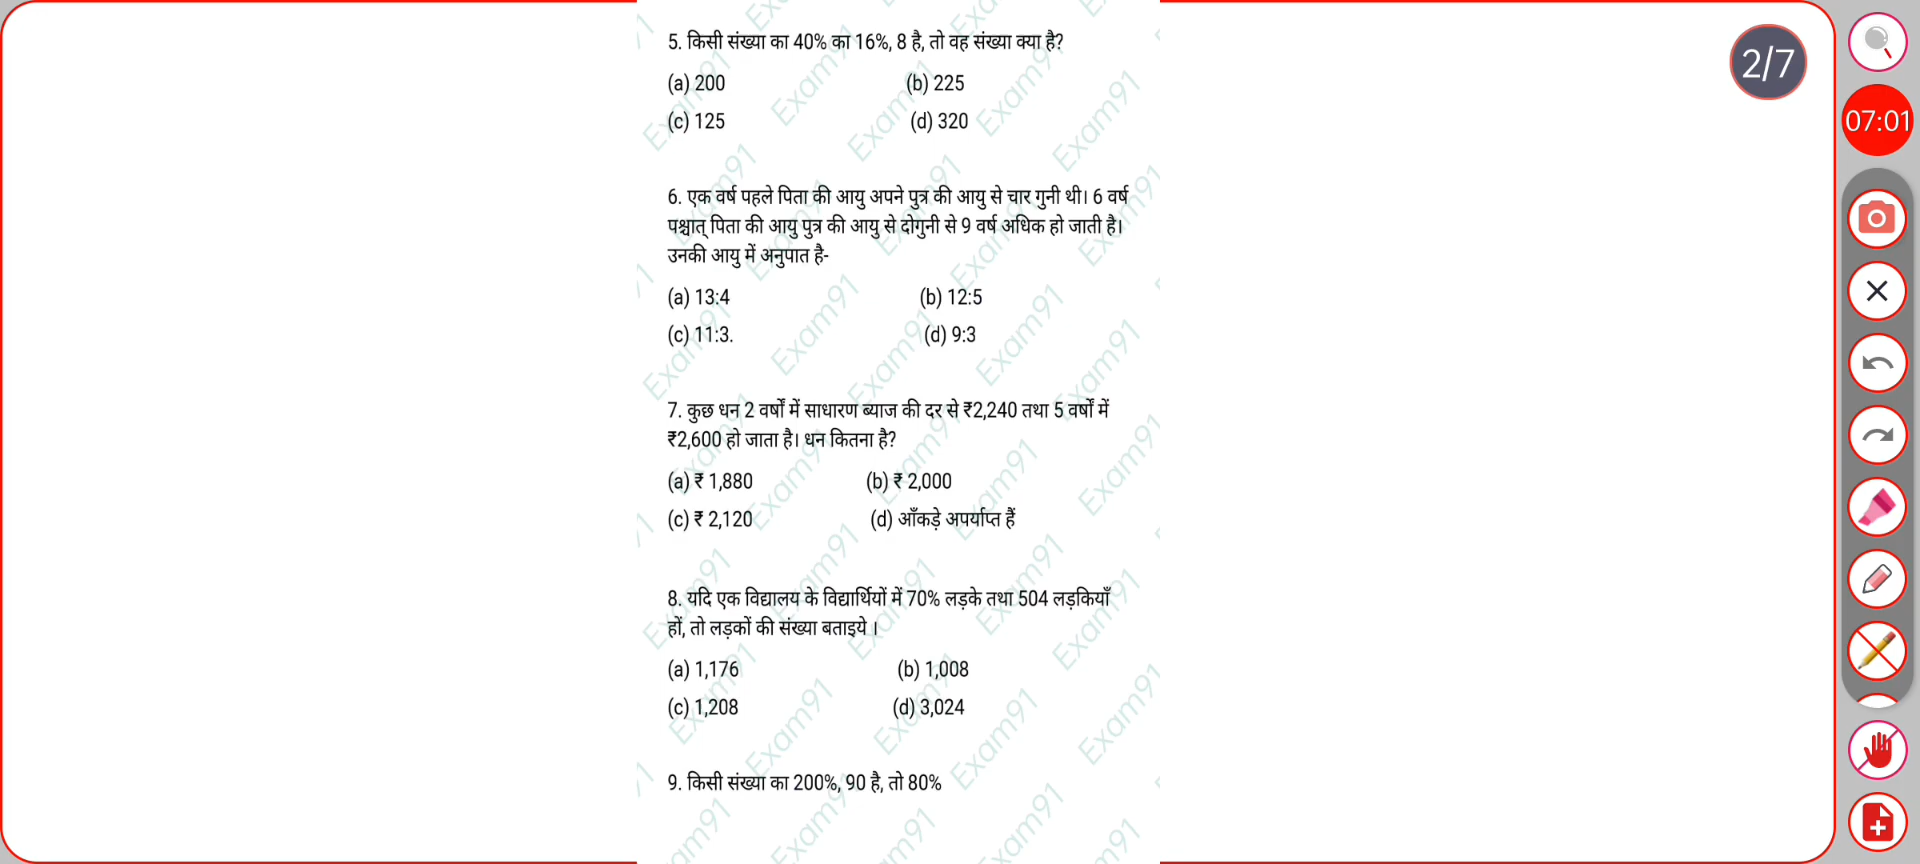 2/7
07:01
5. किसी संख्या का 40% का 16%, 8 है, तो वह संख्या क्या है?
(a) 200 (b) 225
(c) 125 (d) 320
6. एक वर्ष पहले पिता की आयु अपने पुत्र की आयु से चार गुनी थी। 6 वर्ष
पश्चात् पिता की आयु पुत्र की आयु से दोगुनी से 9 वर्ष अधिक हो जाती है।
उनकी आयु में अनुपात है-
(a) 13:4 (b) 12:5
(c) 11:3. (d) 9:3
7. कुछ धन 2 वर्षों में साधारण ब्याज की दर से ₹2,240 तथा 5 वर्षों में
₹2,600 हो जाता है। धन कितना है?
(a) ₹ 1,880 (b) ₹ 2,000
(c) ₹ 2,120 (d) आँकड़े अपर्याप्त हैं
8. यदि एक विद्यालय के विद्यार्थियों में 70% लड़के तथा 504 लड़कियाँ
हों, तो लड़कों की संख्या बताइये ।
(a) 1,176 (b) 1,008
(c) 1,208 (d) 3,024
9. किसी संख्या का 200%, 90 है, तो 80%
Exam91